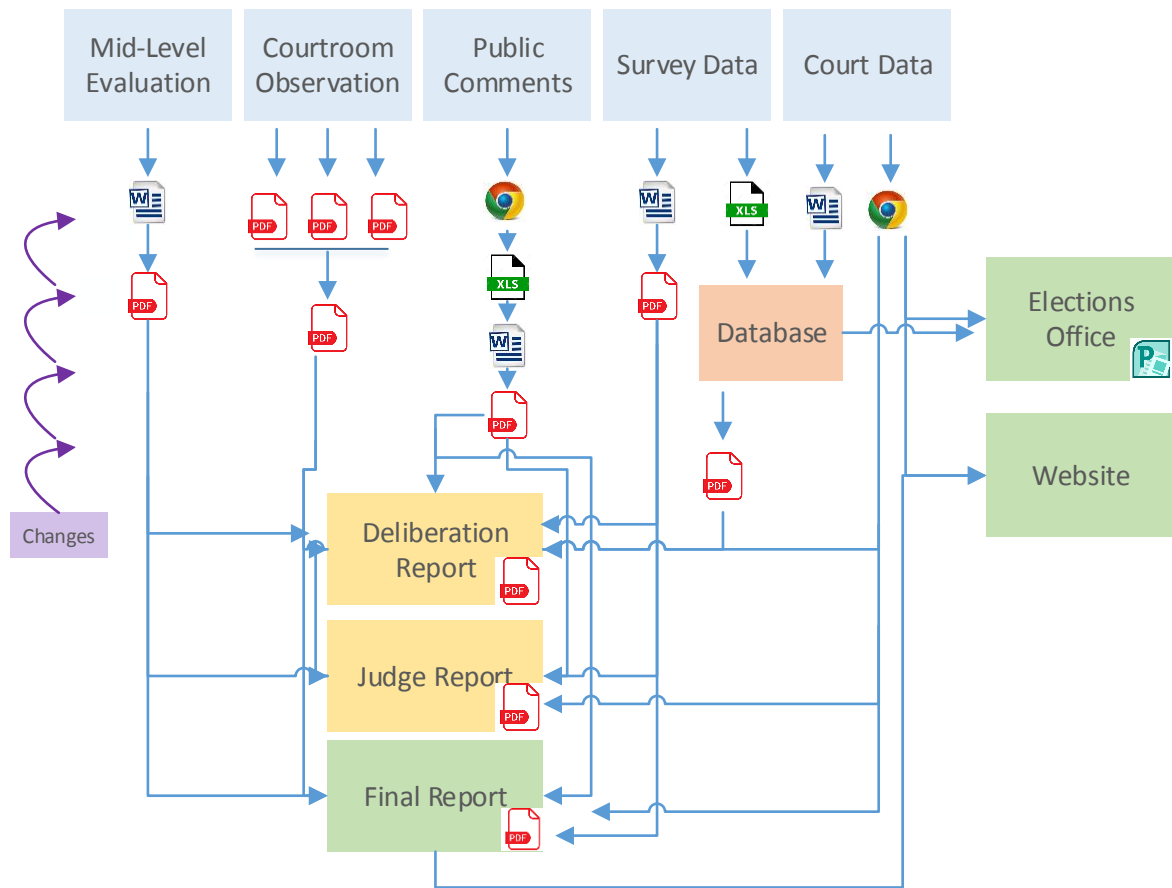 Mid-Level
Evaluation
Courtroom
Observation
Public
Comments
Survey Data
Court Data
W
PDF
PDF
PDF
W
XLS
W
PDF
XLS
PDF
PDF
W
PDF
PDF
Database
Elections
Office
P
Website
Changes
Deliberation
Report
PDF
Judge Report
PDF
Final Report
PDF